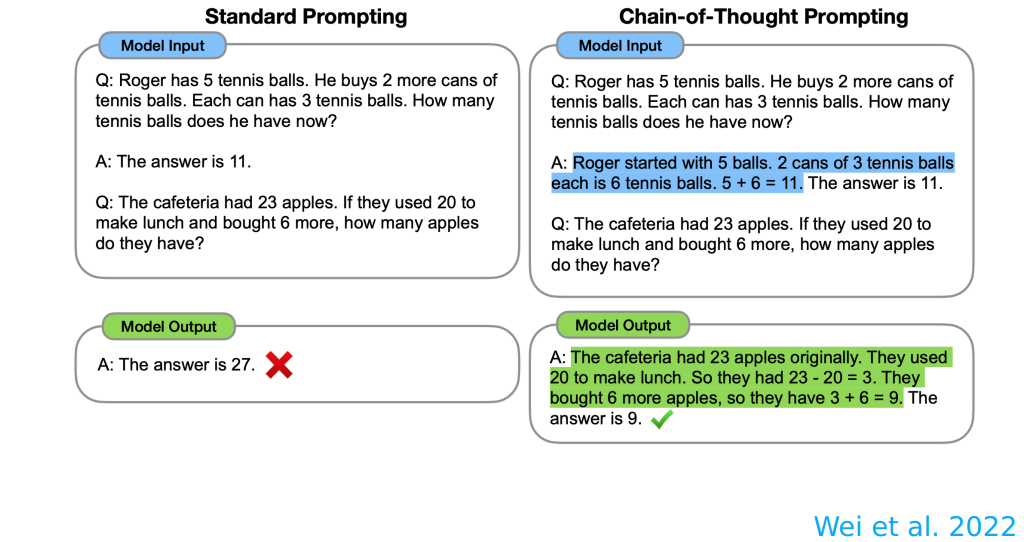 Standard Prompting
Model Input
Q: Roger has 5 tennis balls. He buys 2 more cans of
tennis balls. Each can has 3 tennis balls. How many
tennis balls does he have now?
A: The answer is 11.
Q: The cafeteria had 23 apples. If they used 20 to
make lunch and bought 6 more, how many apples
do they have?
Model Output
A: The answer is 27.
Chain-of-Thought Prompting
Model Input
Q: Roger has 5 tennis balls. He buys 2 more cans of
tennis balls. Each can has 3 tennis balls. How many
tennis balls does he have now?
A: Roger started with 5 balls. 2 cans of 3 tennis balls
each is 6 tennis balls. 5 + 6 = 11. The answer is 11.
Q: The cafeteria had 23 apples. If they used 20 to
make lunch and bought 6 more, how many apples
do they have?
Model Output
A: The cafeteria had 23 apples originally. They used
20 to make lunch. So they had 23 - 20 = 3. They
bought 6 more apples, so they have 3 + 6 = 9. The
answer is 9.
Wei et al. 2022